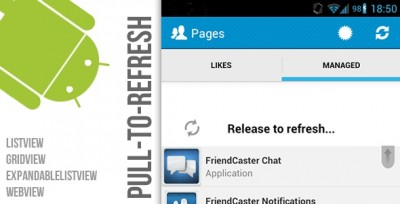 LISTVIEW
GRIDVIEW
EXPANDABLELISTVIEW
WEBVIEW
PULL-TO-REFRESH
18:50
Pages
LIKES
MANAGED
Release to refresh...
FriendCaster Chat
Application
FriendCaster Notifications